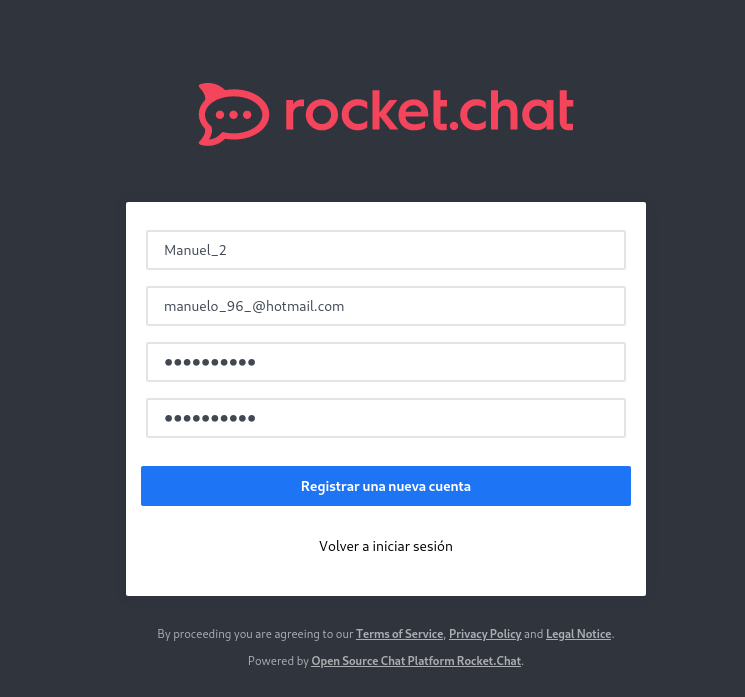 rocket.chat
Manuel_2
manuelo_96_@hotmail.com
●●●●●●●●●●
●●●●●●●●●●
Registrar una nueva cuenta
Volver a iniciar sesión
By proceeding you are agreeing to our Terms of Service, Privacy Policy and Legal Notice.
Powered by Open Source Chat Platform Rocket.Chat.